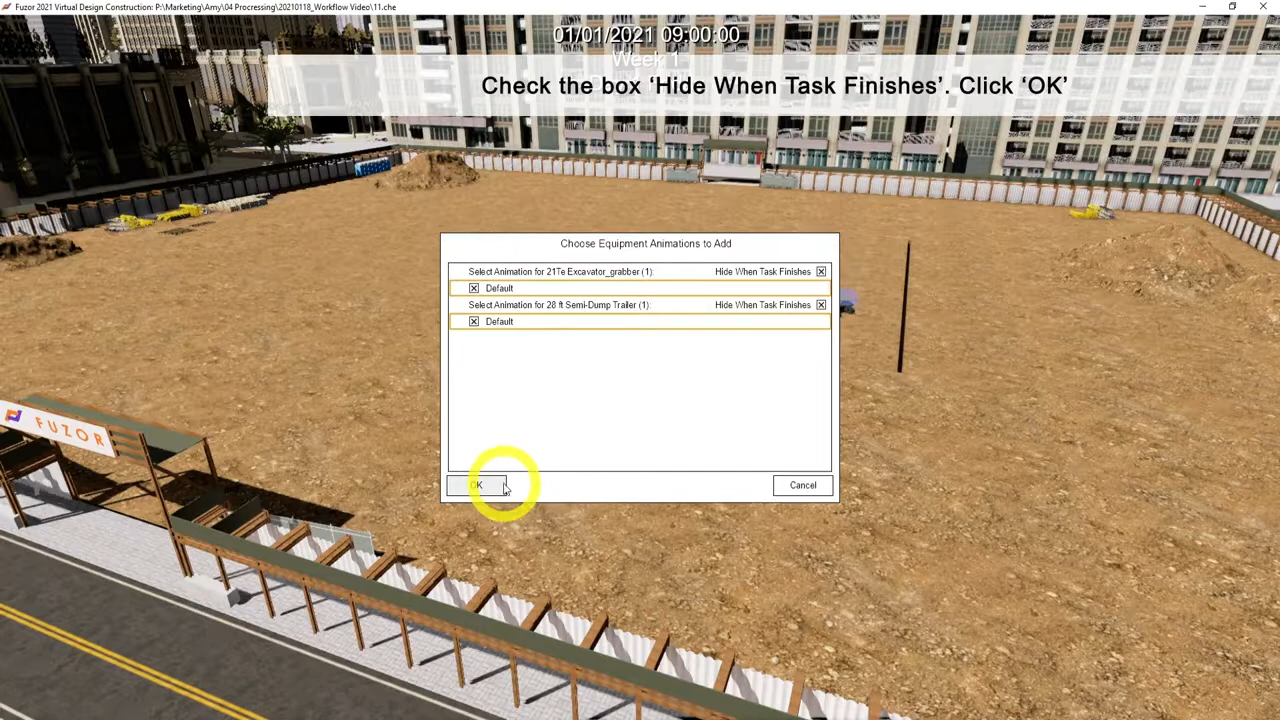 Fuzor 2021 Virtual Design Construction: P:\Marketing\Amy\04 Procressing\20210118_Workflow Video\11.che
01/01/2021 09:00:00
Week 1
Check the box ‘Hide When Task Finishes’. Click ‘OK’
Choose Equipment Animations to Add
Select Animation for 21Te Excavator_grabber (1): Hide When Task Finishes
Default
Select Animation for 28 ft Semi-Dump Trailer (1): Hide When Task Finishes
Default
OK Cancel
FUZOR